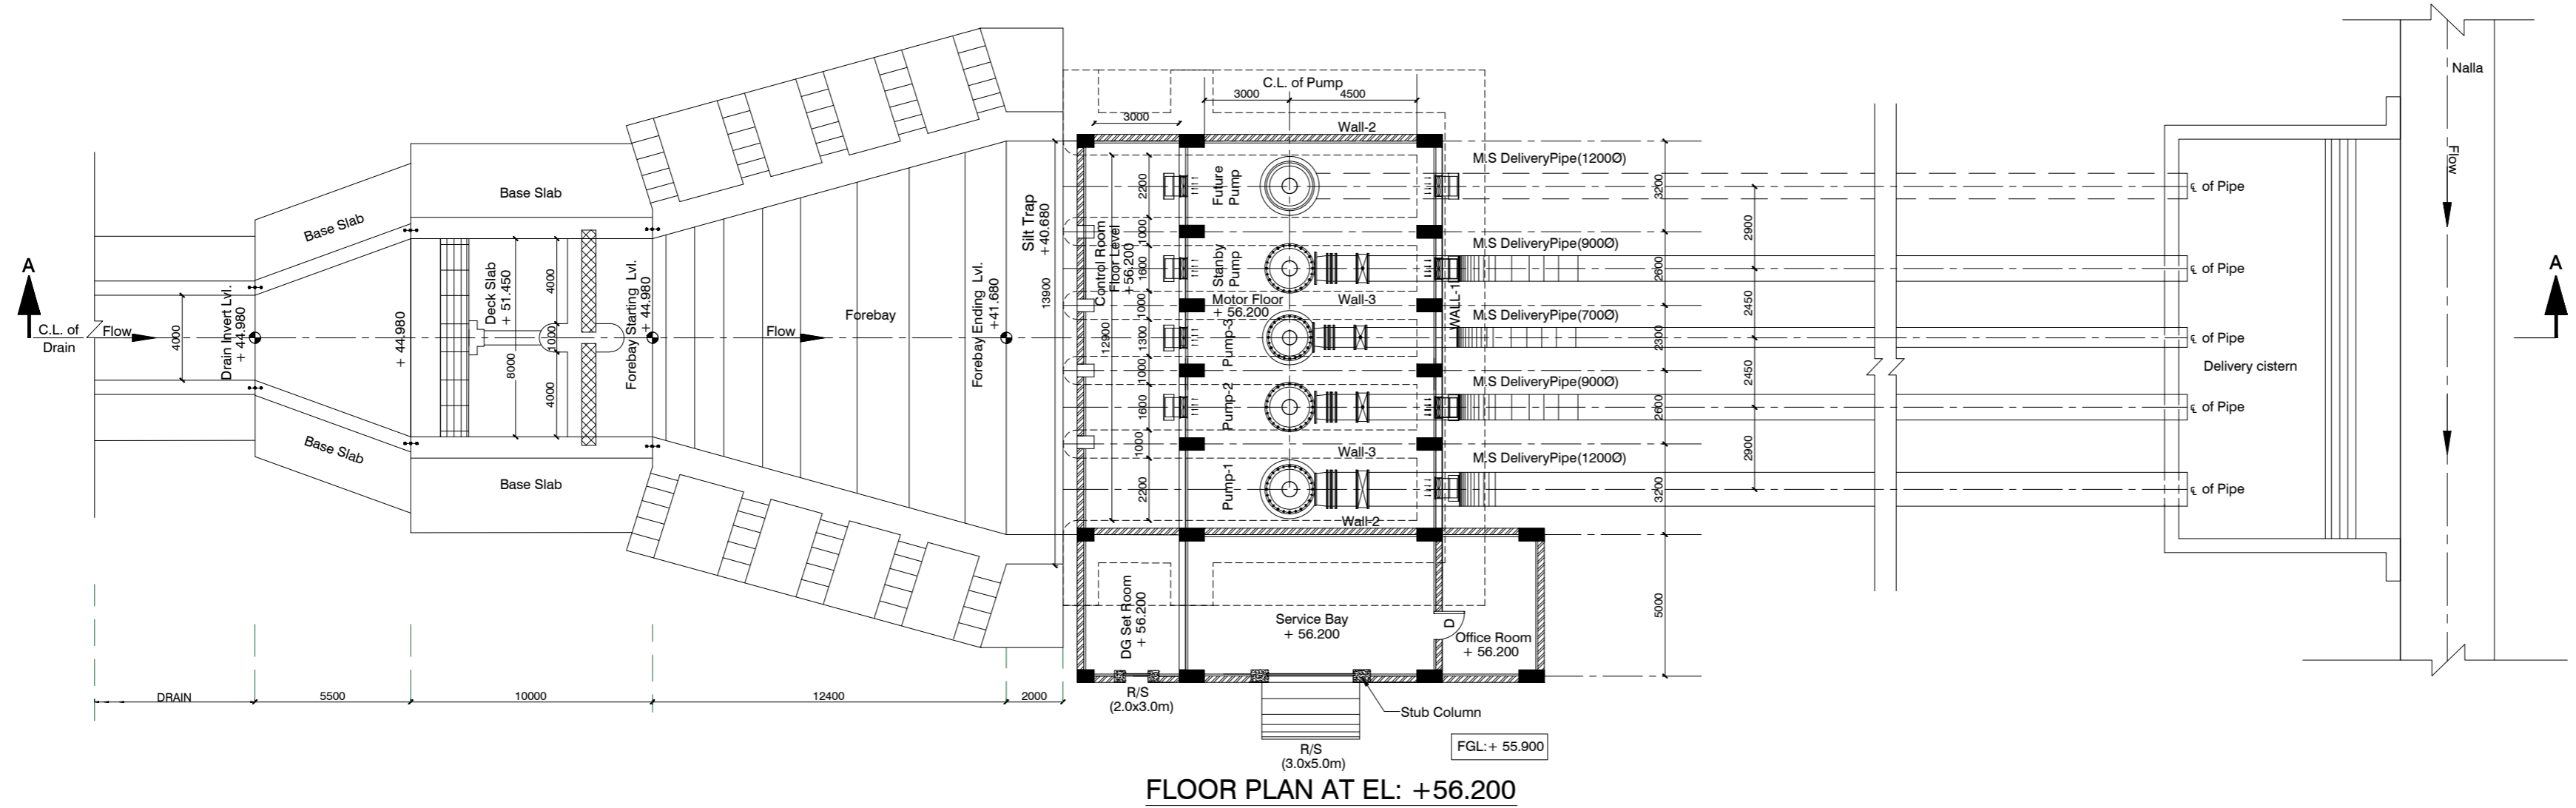 C.L. of Pump
3000
4500
3000
Wall-2
Nalla
Flow
M.S DeliveryPipe(1200Ø)
Future
Pump
2200
3200
℄ of Pipe
Base Slab
Base Slab
Silt Trap
+40.680
Control Room
Floor Level
+56.200
1000
2900
M.S DeliveryPipe(900Ø)
Stanby
Pump
1600
2600
℄ of Pipe
A
A
4000
Deck Slab
+ 51.450
4000
13900
1000
Motor Floor
+ 56.200
Wall-3
WALL-1
2450
M.S DeliveryPipe(700Ø)
C.L. of
Drain
Flow
4000
Drain Invert Lvl.
+ 44.980
+ 44.980
8000
1000
Forebay Starting Lvl.
+ 44.980
Flow
Forebay
Forebay Ending Lvl.
+41.680
12900
1300
Pump-3
2300
℄ of Pipe
Delivery cistern
1000
2450
M.S DeliveryPipe(900Ø)
1600
Pump-2
2600
℄ of Pipe
1000
Wall-3
2900
M.S DeliveryPipe(1200Ø)
Base Slab
Base Slab
2200
Pump-1
3200
℄ of Pipe
Wall-2
DG Set Room
+ 56.200
Service Bay
+ 56.200
D
Office Room
+ 56.200
5000
DRAIN
5500
10000
12400
2000
R/S
(2.0x3.0m)
Stub Column
R/S
(3.0x5.0m)
FGL:+ 55.900
FLOOR PLAN AT EL: +56.200